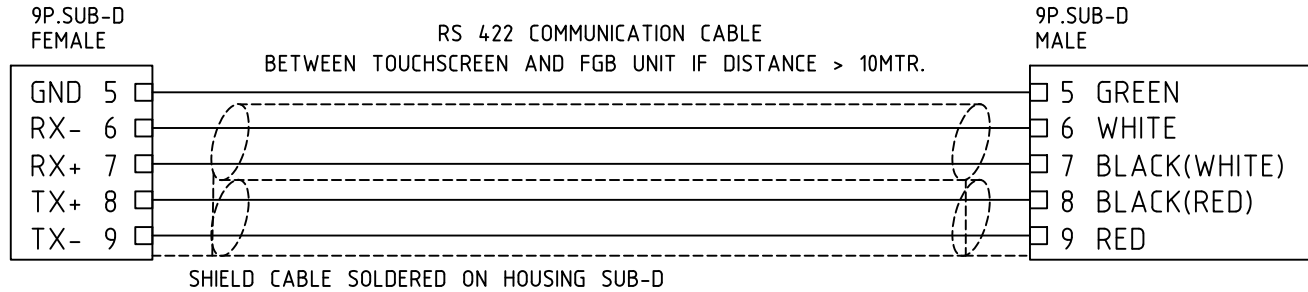 9P.SUB-D
FEMALE
RS 422 COMMUNICATION CABLE
BETWEEN TOUCHSCREEN AND FGB UNIT IF DISTANCE > 10MTR.
9P.SUB-D
MALE
GND 5
RX- 6
RX+ 7
TX+ 8
TX- 9
5 GREEN
6 WHITE
7 BLACK(WHITE)
8 BLACK(RED)
9 RED
SHIELD CABLE SOLDERED ON HOUSING SUB-D